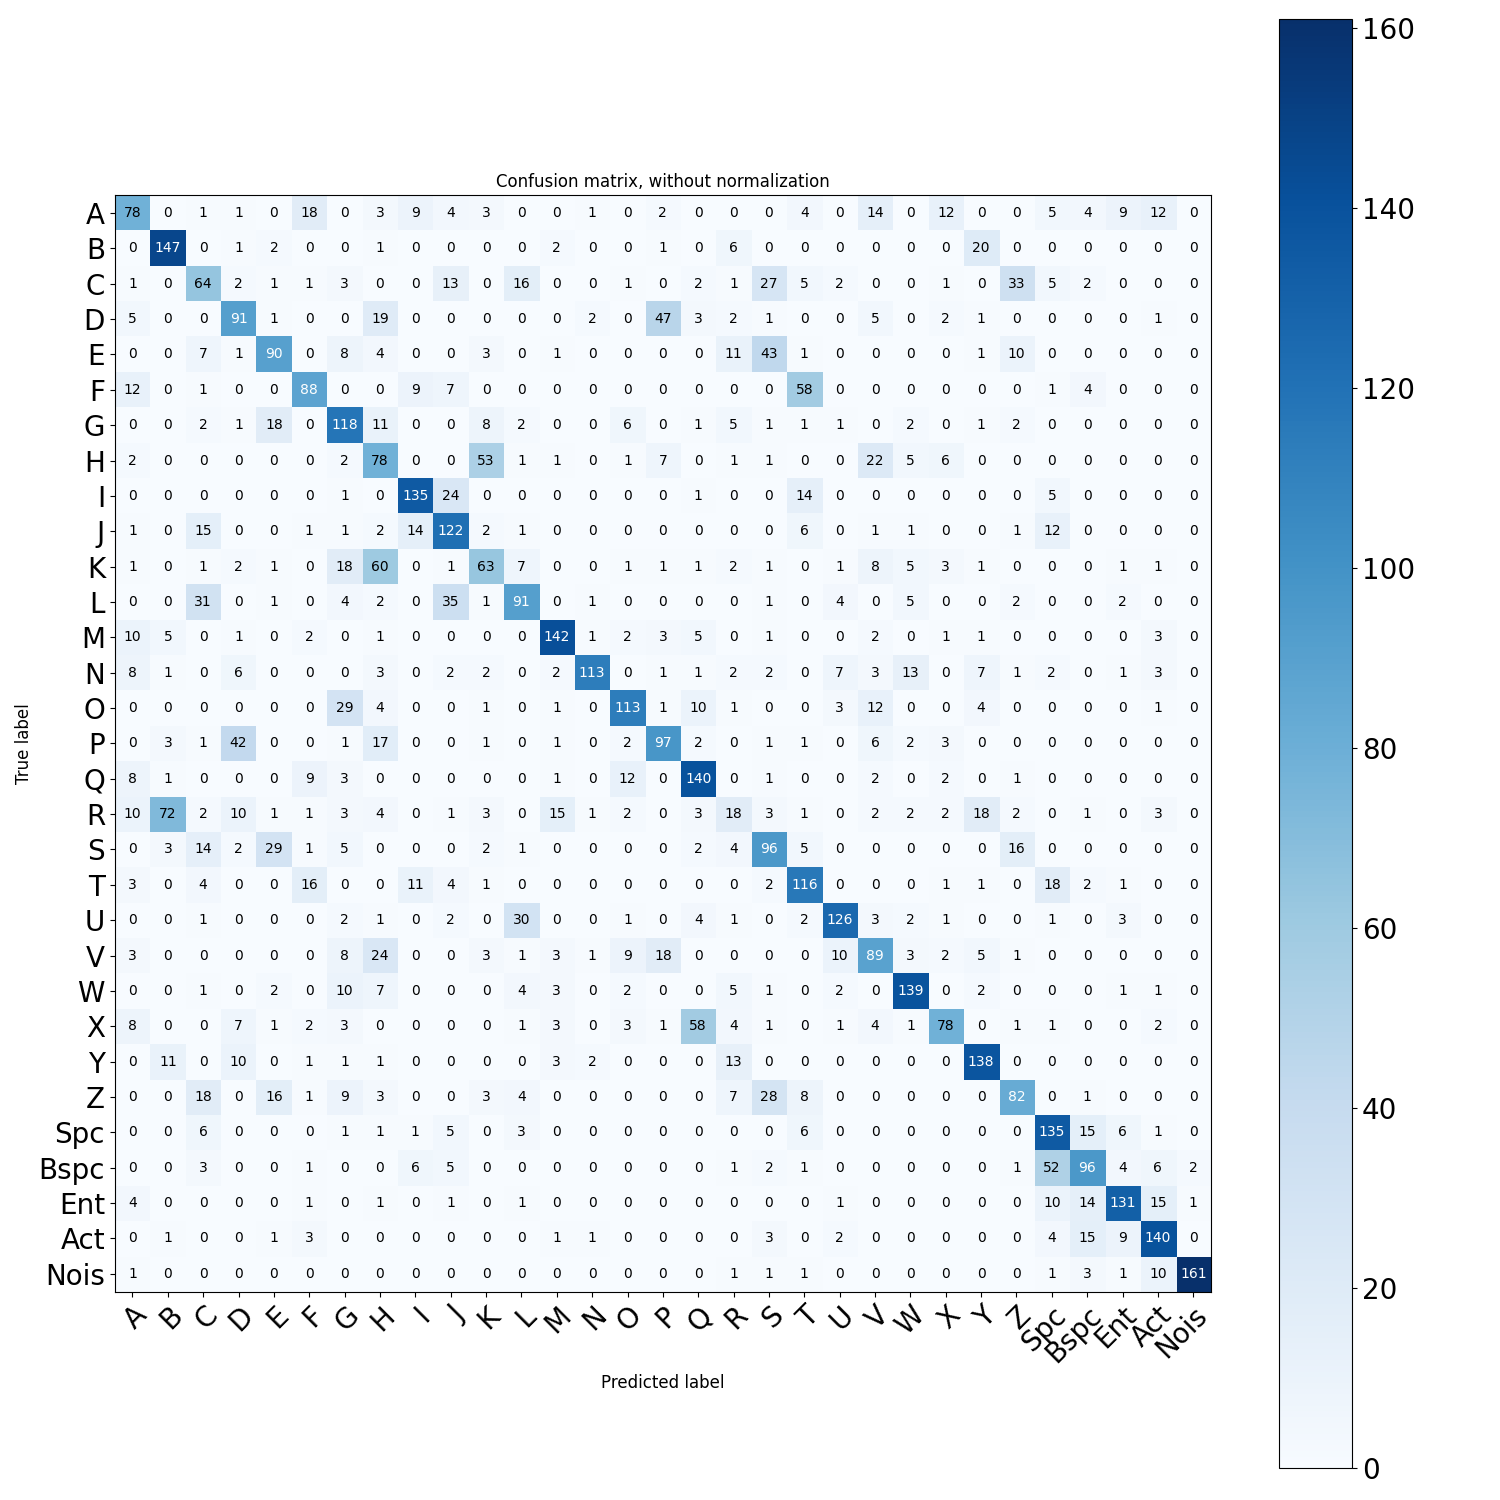 Confusion matrix, without normalization
A 78 0 1 1 0 18 0 3 9 4 3 0 0 1 0 2 0 0 0 4 0 14 0 12 0 0 5 4 9 12 0
B 0 147 0 1 2 0 0 1 0 0 0 0 2 0 0 1 0 6 0 0 0 0 0 0 20 0 0 0 0 0 0
C 1 0 64 2 1 1 3 0 0 13 0 16 0 0 1 0 2 1 27 5 2 0 0 1 0 33 5 2 0 0 0
D 5 0 0 91 1 0 0 19 0 0 0 0 0 2 0 47 3 2 1 0 0 5 0 2 1 0 0 0 0 1 0
E 0 0 7 1 90 0 8 4 0 0 3 0 1 0 0 0 0 11 43 1 0 0 0 0 1 10 0 0 0 0 0
F 12 0 1 0 0 88 0 0 9 7 0 0 0 0 0 0 0 0 0 58 0 0 0 0 0 0 1 4 0 0 0
G 0 0 2 1 18 0 118 11 0 0 8 2 0 0 6 0 1 5 1 1 1 0 2 0 1 2 0 0 0 0 0
H 2 0 0 0 0 0 2 78 0 0 53 1 1 0 1 7 0 1 1 0 0 22 5 6 0 0 0 0 0 0 0
I 0 0 0 0 0 0 1 0 135 24 0 0 0 0 0 0 1 0 0 14 0 0 0 0 0 0 5 0 0 0 0
J 1 0 15 0 0 1 1 2 14 122 2 1 0 0 0 0 0 0 0 6 0 1 1 0 0 1 12 0 0 0 0
K 1 0 1 2 1 0 18 60 0 1 63 7 0 0 1 1 1 2 1 0 1 8 5 3 1 0 0 0 1 1 0
L 0 0 31 0 1 0 4 2 0 35 1 91 0 1 0 0 0 0 1 0 4 0 5 0 0 2 0 0 2 0 0
M 10 5 0 1 0 2 0 1 0 0 0 0 142 1 2 3 5 0 1 0 0 2 0 1 1 0 0 0 0 3 0
N 8 1 0 6 0 0 0 3 0 2 2 0 2 113 0 1 1 2 2 0 7 3 13 0 7 1 2 0 1 3 0
O 0 0 0 0 0 0 29 4 0 0 1 0 1 0 113 1 10 1 0 0 3 12 0 0 4 0 0 0 0 1 0
P 0 3 1 42 0 0 1 17 0 0 1 0 1 0 2 97 2 0 1 1 0 6 2 3 0 0 0 0 0 0 0
Q 8 1 0 0 0 9 3 0 0 0 0 0 1 0 12 0 140 0 1 0 0 2 0 2 0 1 0 0 0 0 0
R 10 72 2 10 1 1 3 4 0 1 3 0 15 1 2 0 3 18 3 1 0 2 2 2 18 2 0 1 0 3 0
S 0 3 14 2 29 1 5 0 0 0 2 1 0 0 0 0 2 4 96 5 0 0 0 0 0 16 0 0 0 0 0
T 3 0 4 0 0 16 0 0 11 4 1 0 0 0 0 0 0 0 2 116 0 0 0 1 1 0 18 2 1 0 0
U 0 0 1 0 0 0 2 1 0 2 0 30 0 0 1 0 4 1 0 2 126 3 2 1 0 0 1 0 3 0 0
V 3 0 0 0 0 0 8 24 0 0 3 1 3 1 9 18 0 0 0 0 10 89 3 2 5 1 0 0 0 0 0
W 0 0 1 0 2 0 10 7 0 0 0 4 3 0 2 0 0 5 1 0 2 0 139 0 2 0 0 0 1 1 0
X 8 0 0 7 1 2 3 0 0 0 0 1 3 0 3 1 58 4 1 0 1 4 1 78 0 1 1 0 0 2 0
Y 0 11 0 10 0 1 1 1 0 0 0 0 3 2 0 0 0 13 0 0 0 0 0 0 138 0 0 0 0 0 0
Z 0 0 18 0 16 1 9 3 0 0 3 4 0 0 0 0 0 7 28 8 0 0 0 0 0 82 0 1 0 0 0
Spc 0 0 6 0 0 0 1 1 1 5 0 3 0 0 0 0 0 0 0 6 0 0 0 0 0 0 135 15 6 1 0
Bspc 0 0 3 0 0 1 0 0 6 5 0 0 0 0 0 0 0 1 2 1 0 0 0 0 0 1 52 96 4 6 2
Ent 4 0 0 0 0 1 0 1 0 1 0 1 0 0 0 0 0 0 0 0 1 0 0 0 0 0 10 14 131 15 1
Act 0 1 0 0 1 3 0 0 0 0 0 0 1 1 0 0 0 0 3 0 2 0 0 0 0 0 4 15 9 140 0
Nois 1 0 0 0 0 0 0 0 0 0 0 0 0 0 0 0 0 1 1 1 0 0 0 0 0 0 1 3 1 10 161
A B C D E F G H I J K L M N O P Q R S T U V W X Y Z Spc Bspc Ent Act Nois
Predicted label
True label
160
140
120
100
80
60
40
20
0